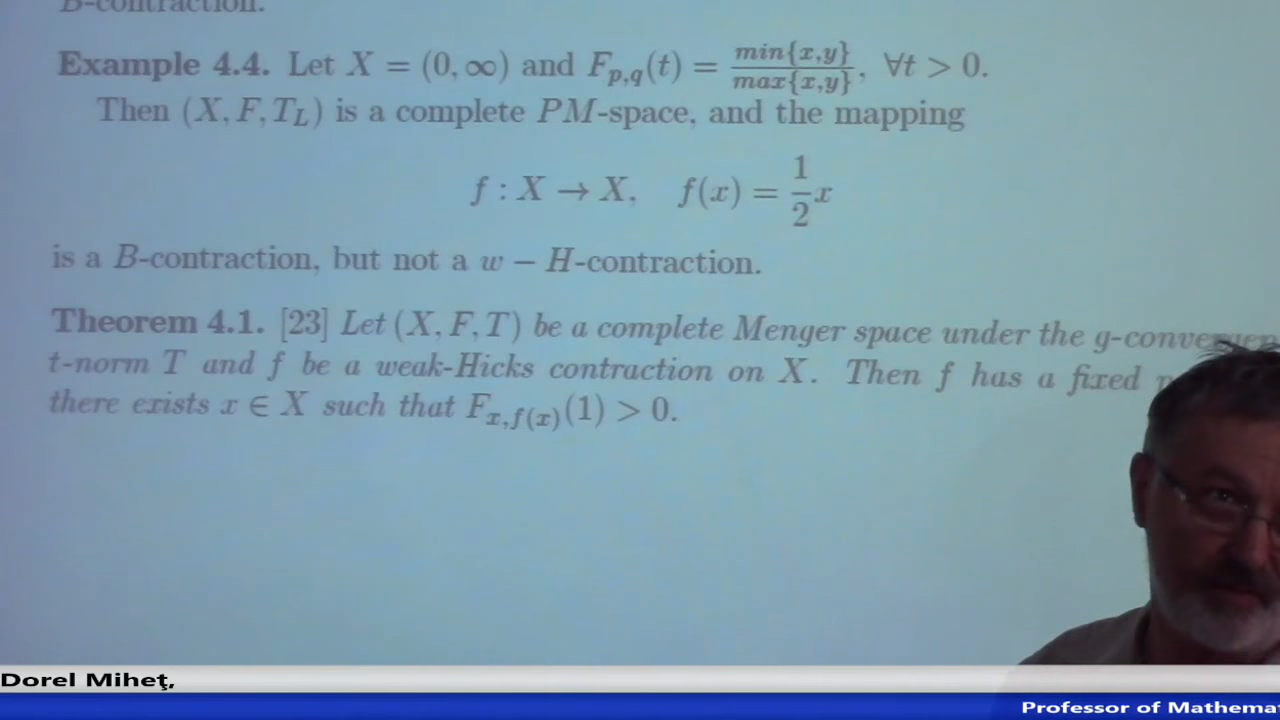 B-contraction.
Example 4.4. Let X = (0, ∞) and F_{p,q}(t) = min{x,y}/max{x,y}, ∀t > 0.
Then (X, F, T_L) is a complete PM-space, and the mapping
f : X → X, f(x) = 1/2 x
is a B-contraction, but not a w − H-contraction.
Theorem 4.1. [23] Let (X, F, T) be a complete Menger space under the
t-norm T and f be a weak-Hicks contraction on X. Then f has a fixed
there exists x ∈ X such that F_{x,f(x)}(1) > 0.
Dorel Miheţ,
Professor of Mathema